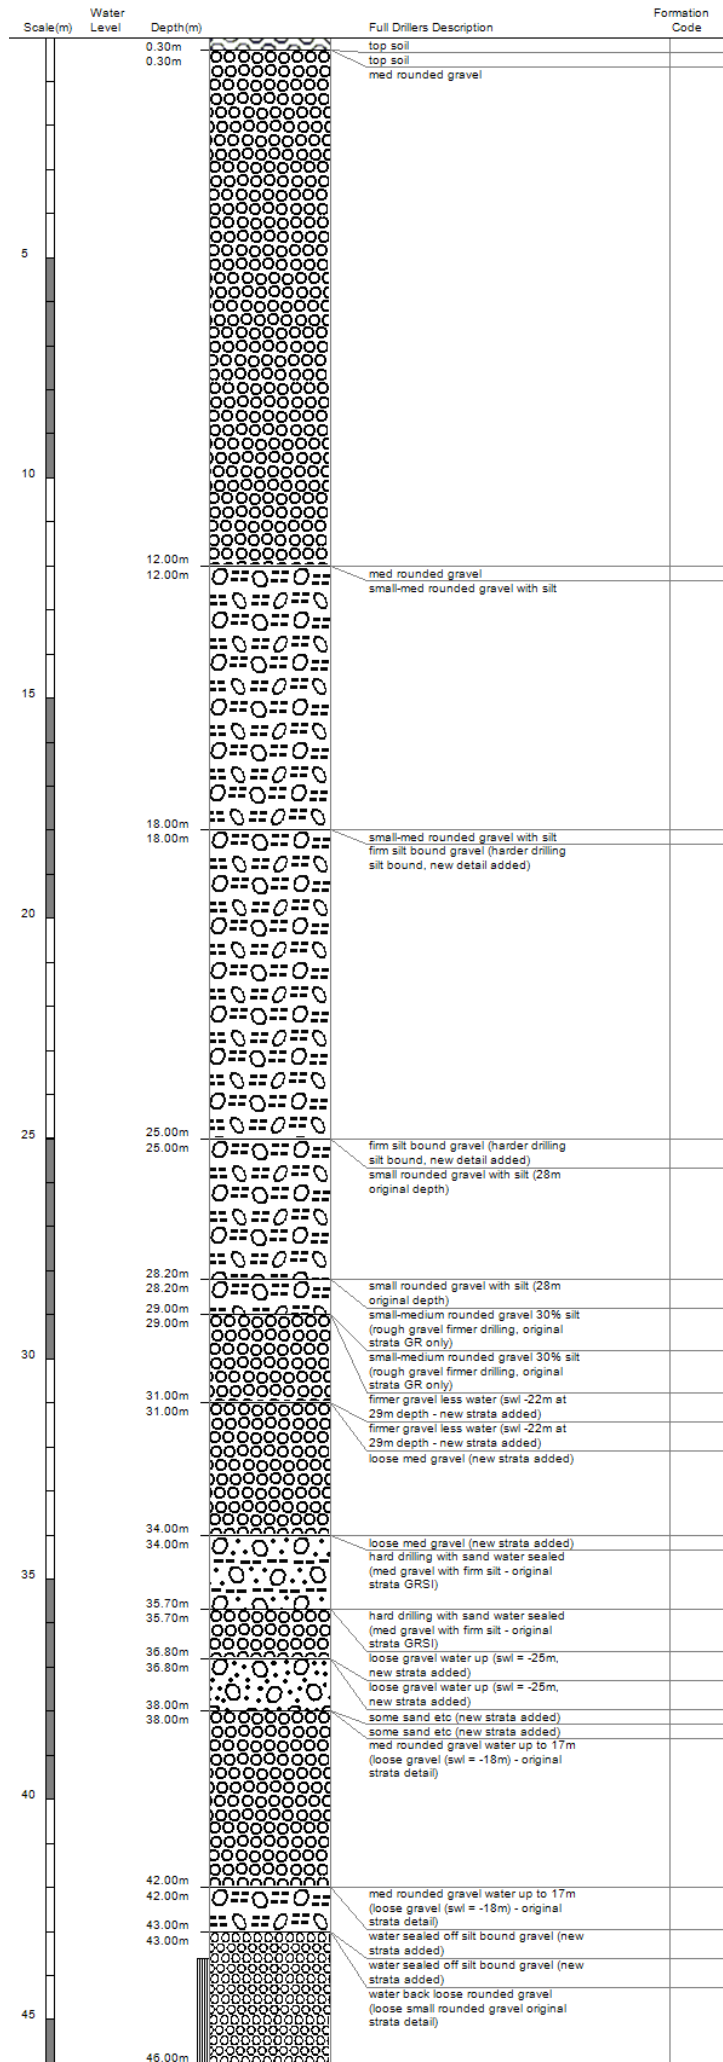 Water
Formation
Scale(m) Level Depth(m) Full Drillers Description Code
0.30m top soil
0.30m top soil
med rounded gravel
5
10
12.00m
12.00m med rounded gravel
small-med rounded gravel with silt
15
18.00m
18.00m small-med rounded gravel with silt
firm silt bound gravel (harder drilling
silt bound, new detail added)
20
25 25.00m
25.00m firm silt bound gravel (harder drilling
silt bound, new detail added)
small rounded gravel with silt (28m
original depth)
28.20m
28.20m small rounded gravel with silt (28m
original depth)
29.00m small-medium rounded gravel 30% silt
29.00m (rough gravel firmer drilling, original
strata GR only)
30 small-medium rounded gravel 30% silt
(rough gravel firmer drilling, original
strata GR only)
31.00m firmer gravel less water (swl -22m at
31.00m 29m depth - new strata added)
firmer gravel less water (swl -22m at
29m depth - new strata added)
loose med gravel (new strata added)
34.00m
34.00m loose med gravel (new strata added)
hard drilling with sand water sealed
35 (med gravel with firm silt - original
strata GRSI)
35.70m
35.70m hard drilling with sand water sealed
(med gravel with firm silt - original
strata GRSI)
36.80m loose gravel water up (swl = -25m,
36.80m new strata added)
loose gravel water up (swl = -25m,
new strata added)
38.00m some sand etc (new strata added)
38.00m some sand etc (new strata added)
med rounded gravel water up to 17m
(loose gravel (swl = -18m) - original
strata detail)
40
42.00m
42.00m med rounded gravel water up to 17m
(loose gravel (swl = -18m) - original
strata detail)
43.00m water sealed off silt bound gravel (new
43.00m strata added)
water sealed off silt bound gravel (new
strata added)
water back loose rounded gravel
45 (loose small rounded gravel original
strata detail)
46.00m